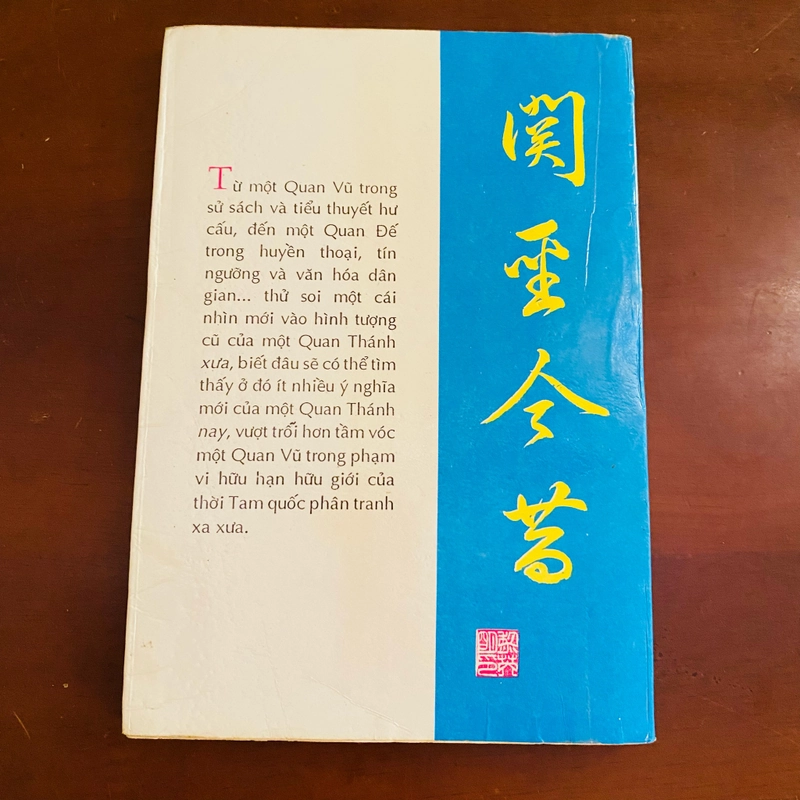 Từ một Quan Vũ trong
sử sách và tiểu thuyết hư
cấu, đến một Quan Đế
trong huyền thoại, tín
ngưỡng và văn hóa dân
gian... thử soi một cái
nhìn mới vào hình tượng
cũ của một Quan Thánh
xưa, biết đâu sẽ có thể tìm
thấy ở đó ít nhiều ý nghĩa
mới của một Quan Thánh
nay, vượt trỗi hơn tầm vóc
một Quan Vũ trong phạm
vi hữu hạn hữu giới của
thời Tam quốc phân tranh
xa xưa.
関
聖
今
昔